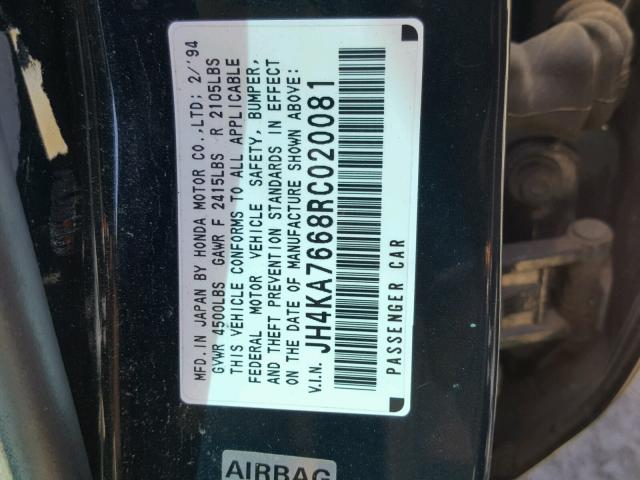 MFD.IN JAPAN BY HONDA MOTOR CO.,LTD; 2/'94
GVWR 4500LBS GAWR F 2415LBS R 2105LBS
THIS VEHICLE CONFORMS TO ALL APPLICABLE
FEDERAL MOTOR VEHICLE SAFETY, BUMPER,
AND THEFT PREVENTION STANDARDS IN EFFECT
ON THE DATE OF MANUFACTURE SHOWN ABOVE:
V.I.N. JH4KA7668RC020081
PASSENGER CAR
AIRBAG